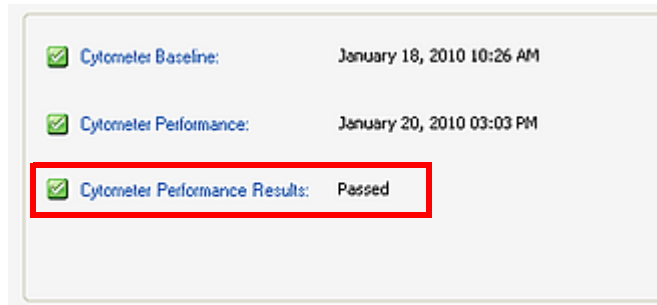 Cytometer Baseline: January 18, 2010 10:26 AM
Cytometer Performance: January 20, 2010 03:03 PM
Cytometer Performance Results: Passed